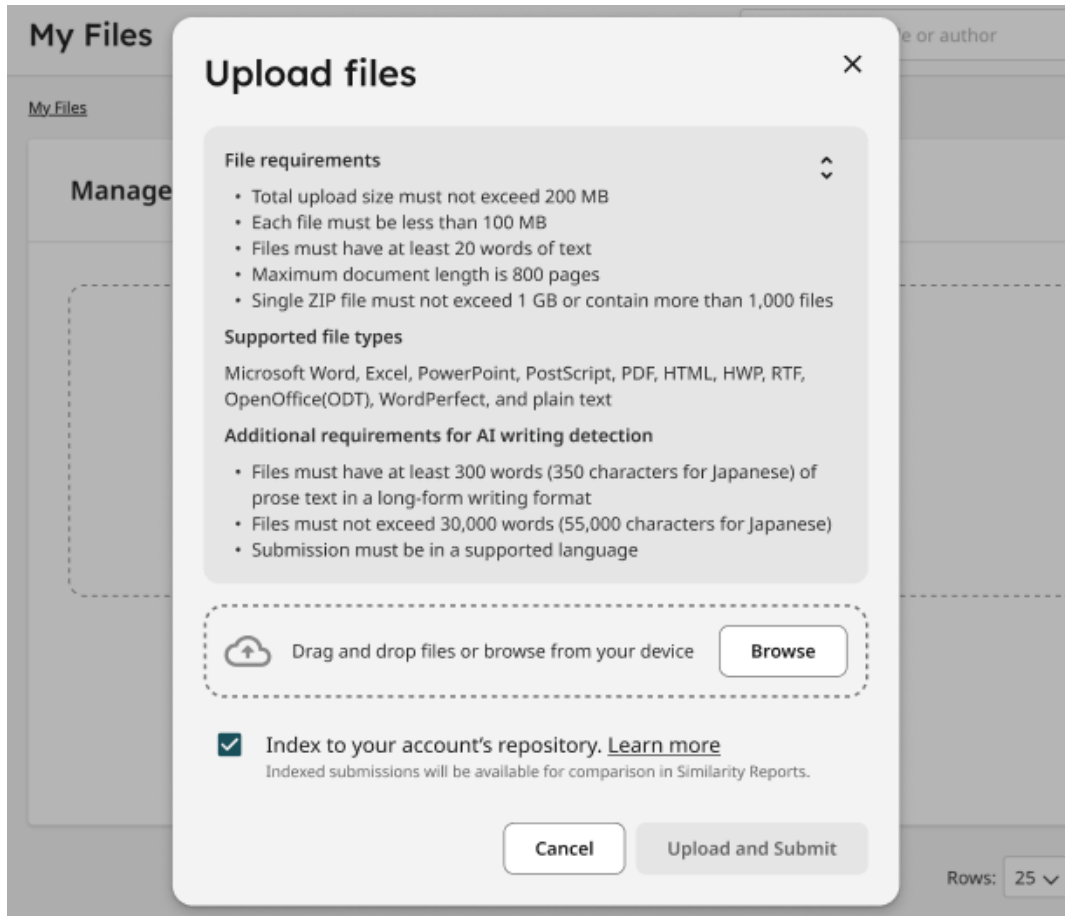 My Files
e or author
My Files
Manage
Upload files
File requirements
• Total upload size must not exceed 200 MB
• Each file must be less than 100 MB
• Files must have at least 20 words of text
• Maximum document length is 800 pages
• Single ZIP file must not exceed 1 GB or contain more than 1,000 files
Supported file types
Microsoft Word, Excel, PowerPoint, PostScript, PDF, HTML, HWP, RTF,
OpenOffice(ODT), WordPerfect, and plain text
Additional requirements for AI writing detection
• Files must have at least 300 words (350 characters for Japanese) of
prose text in a long-form writing format
• Files must not exceed 30,000 words (55,000 characters for Japanese)
• Submission must be in a supported language
Drag and drop files or browse from your device
Browse
Index to your account’s repository. Learn more
Indexed submissions will be available for comparison in Similarity Reports.
Cancel
Upload and Submit
Rows: 25